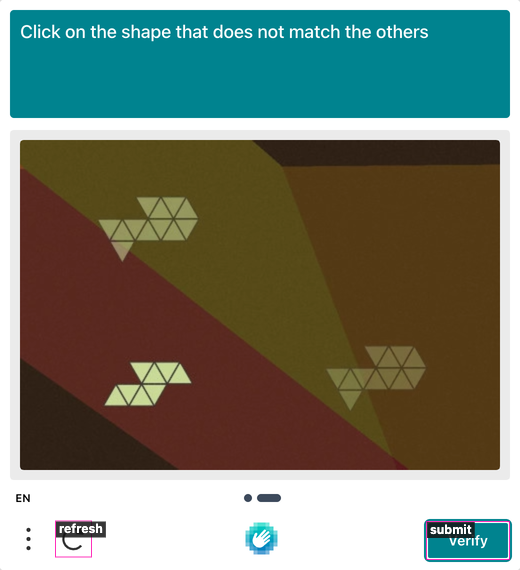 Click on the shape that does not match the others
EN
refresh
submit
Verify